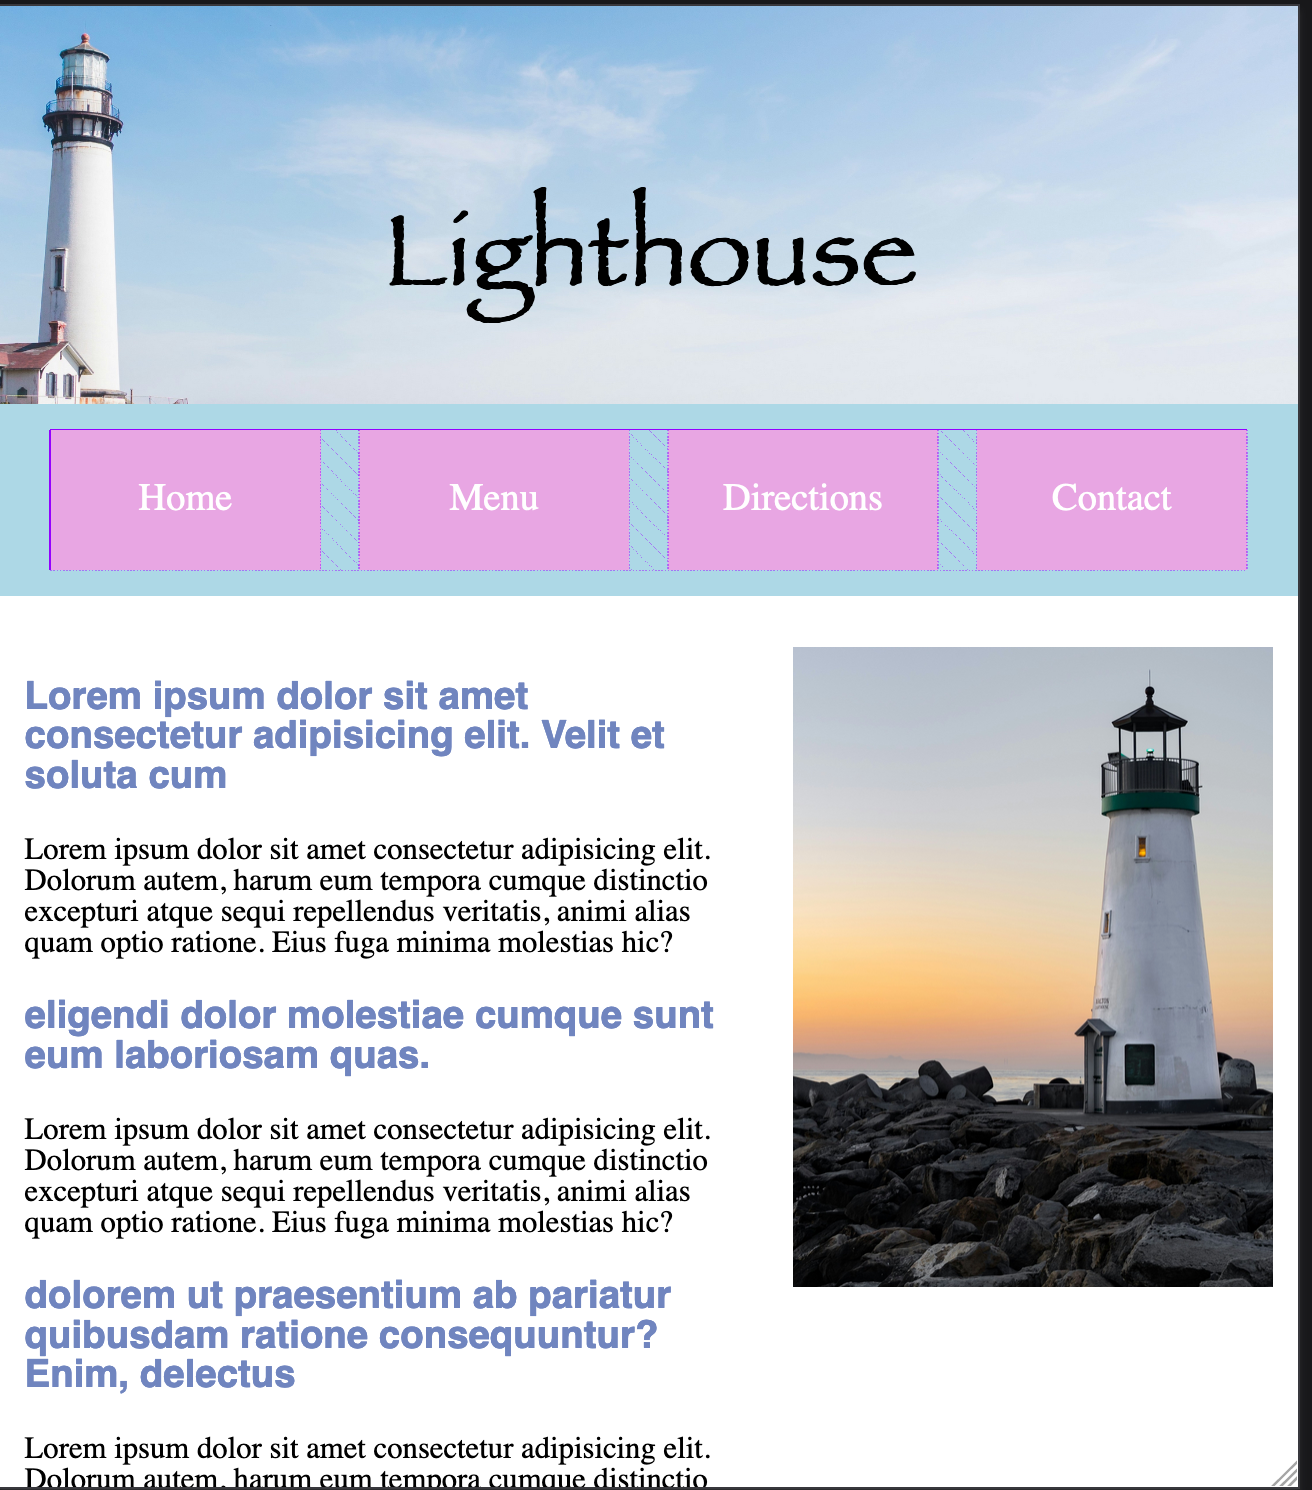 Lighthouse
Home
Menu
Directions
Contact
Lorem ipsum dolor sit amet
consectetur adipisicing elit. Velit et
soluta cum
Lorem ipsum dolor sit amet consectetur adipisicing elit.
Dolorum autem, harum eum tempora cumque distinctio
excepturi atque sequi repellendus veritatis, animi alias
quam optio ratione. Eius fuga minima molestias hic?
eligendi dolor molestiae cumque sunt
eum laboriosam quas.
Lorem ipsum dolor sit amet consectetur adipisicing elit.
Dolorum autem, harum eum tempora cumque distinctio
excepturi atque sequi repellendus veritatis, animi alias
quam optio ratione. Eius fuga minima molestias hic?
dolorem ut praesentium ab pariatur
quibusdam ratione consequuntur?
Enim, delectus
Lorem ipsum dolor sit amet consectetur adipisicing elit.
Dolorum autem, harum eum tempora cumque distinctio